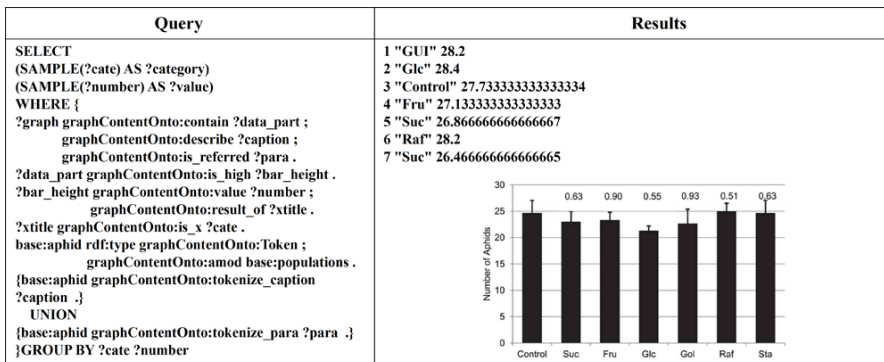 Query
Results
SELECT
(SAMPLE(?cate) AS ?category)
(SAMPLE(?number) AS ?value)
WHERE {
?graph graphContentOnto:contain ?data_part ;
graphContentOnto:describe ?caption ;
graphContentOnto:is_referred ?para .
?data_part graphContentOnto:is_high ?bar_height .
?bar_height graphContentOnto:value ?number ;
graphContentOnto:result_of ?xtitle .
?xtitle graphContentOnto:is_x ?cate .
base:aphid rdf:type graphContentOnto:Token ;
graphContentOnto:amod base:populations .
{base:aphid graphContentOnto:tokenize_caption
?caption .}
UNION
{base:aphid graphContentOnto:tokenize_para ?para .}
}GROUP BY ?cate ?number
1 "GUI" 28.2
2 "Glc" 28.4
3 "Control" 27.733333333333334
4 "Fru" 27.133333333333333
5 "Suc" 26.866666666666667
6 "Raf" 28.2
7 "Suc" 26.466666666666665
30
25
20
15
10
5
0
Number of Aphids
0.63 0.90 0.55 0.93 0.51 0.63
Control Suc Fru Glc Gol Raf Sta